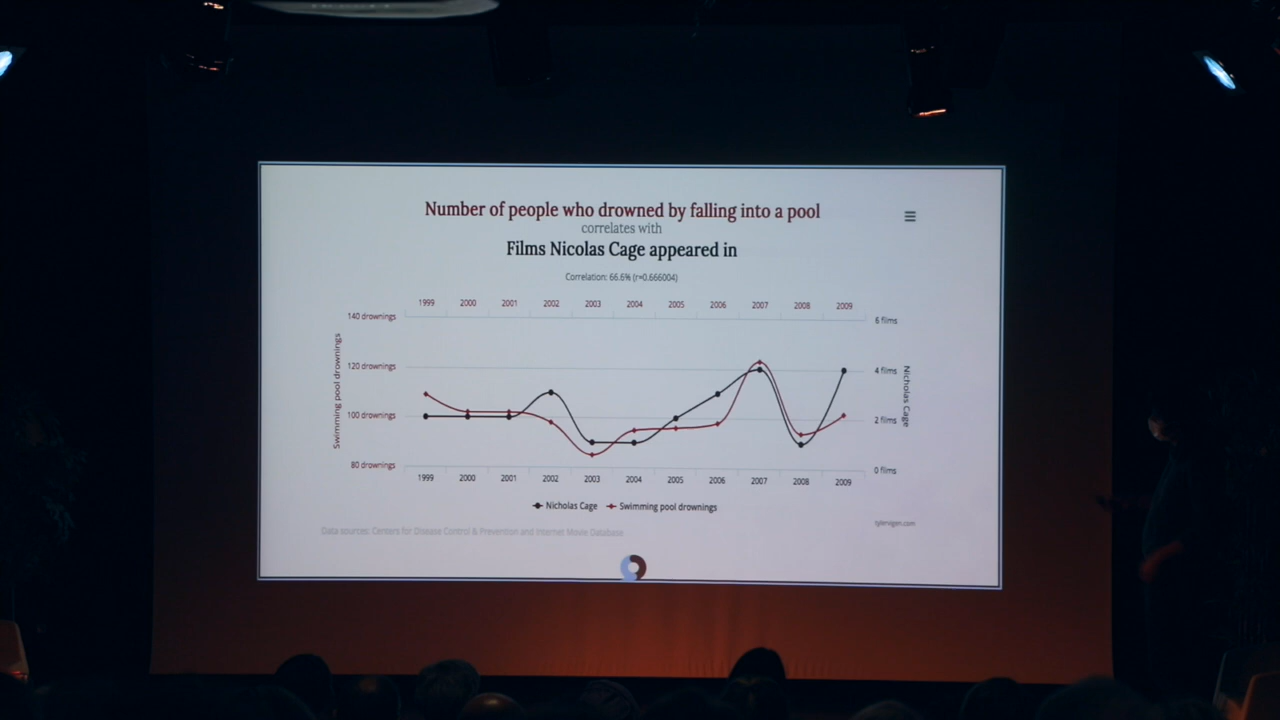 Number of people who drowned by falling into a pool
correlates with
Films Nicolas Cage appeared in
Correlation: 66.6% (r=0.666004)
1999 2000 2001 2002 2003 2004 2005 2006 2007 2008 2009
140 drownings 6 films
120 drownings 4 films
100 drownings 2 films
80 drownings 0 films
Swimming pool drownings
Nicholas Cage
1999 2000 2001 2002 2003 2004 2005 2006 2007 2008 2009
Nicholas Cage Swimming pool drownings
tylervigen.com
Data sources: Centers for Disease Control & Prevention and Internet Movie Database